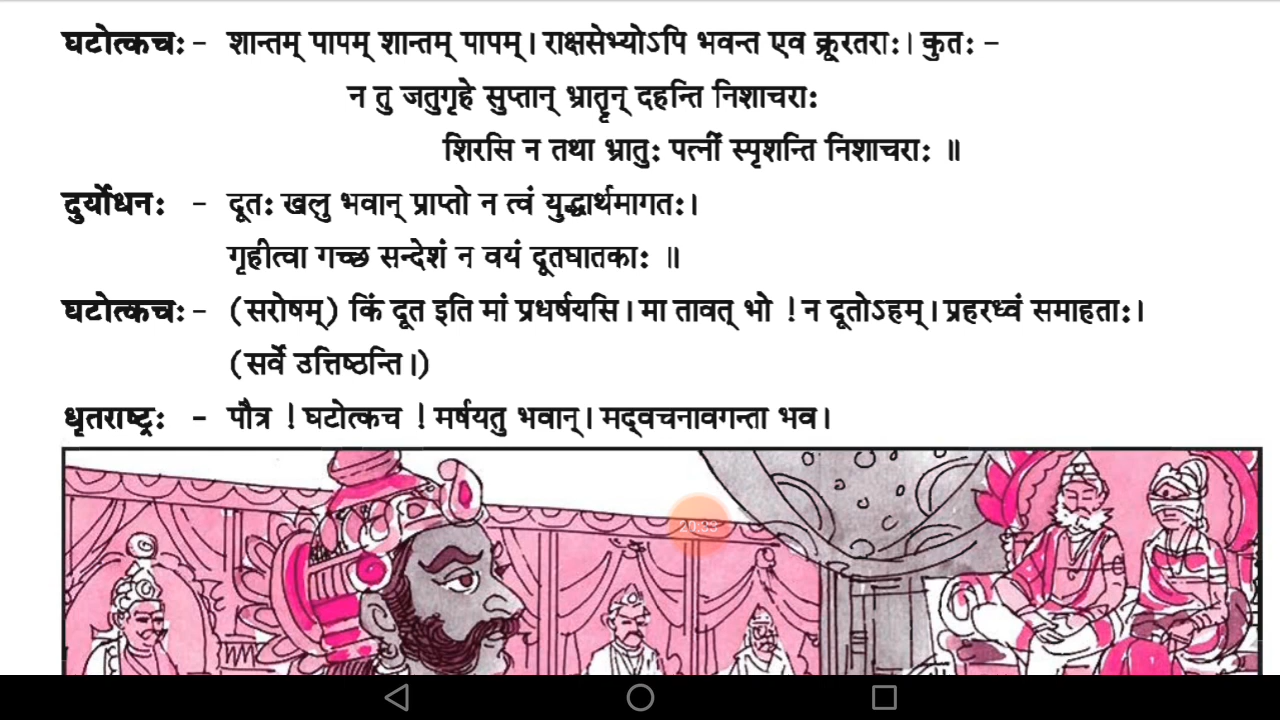 घटोत्कचः - शान्तम् पापम् शान्तम् पापम्। राक्षसेभ्योऽपि भवन्त एव क्रूरतराः। कुतः -
न तु जतुगृहे सुप्तान् भ्रातॄन् दहन्ति निशाचराः
शिरसि न तथा भ्रातुः पत्नीं स्पृशन्ति निशाचराः ॥
दुर्योधनः - दूतः खलु भवान् प्राप्तो न त्वं युद्धार्थमागतः।
गृहीत्वा गच्छ सन्देशं न वयं दूतघातकाः ॥
घटोत्कचः - (सरोषम्) किं दूत इति मां प्रधर्षयसि। मा तावत् भो ! न दूतोऽहम्। प्रहरध्वं समाहताः।
(सर्वे उत्तिष्ठन्ति।)
धृतराष्ट्रः - पौत्र ! घटोत्कच ! मर्षयतु भवान्। मद्वचनावगन्ता भव।
20:33